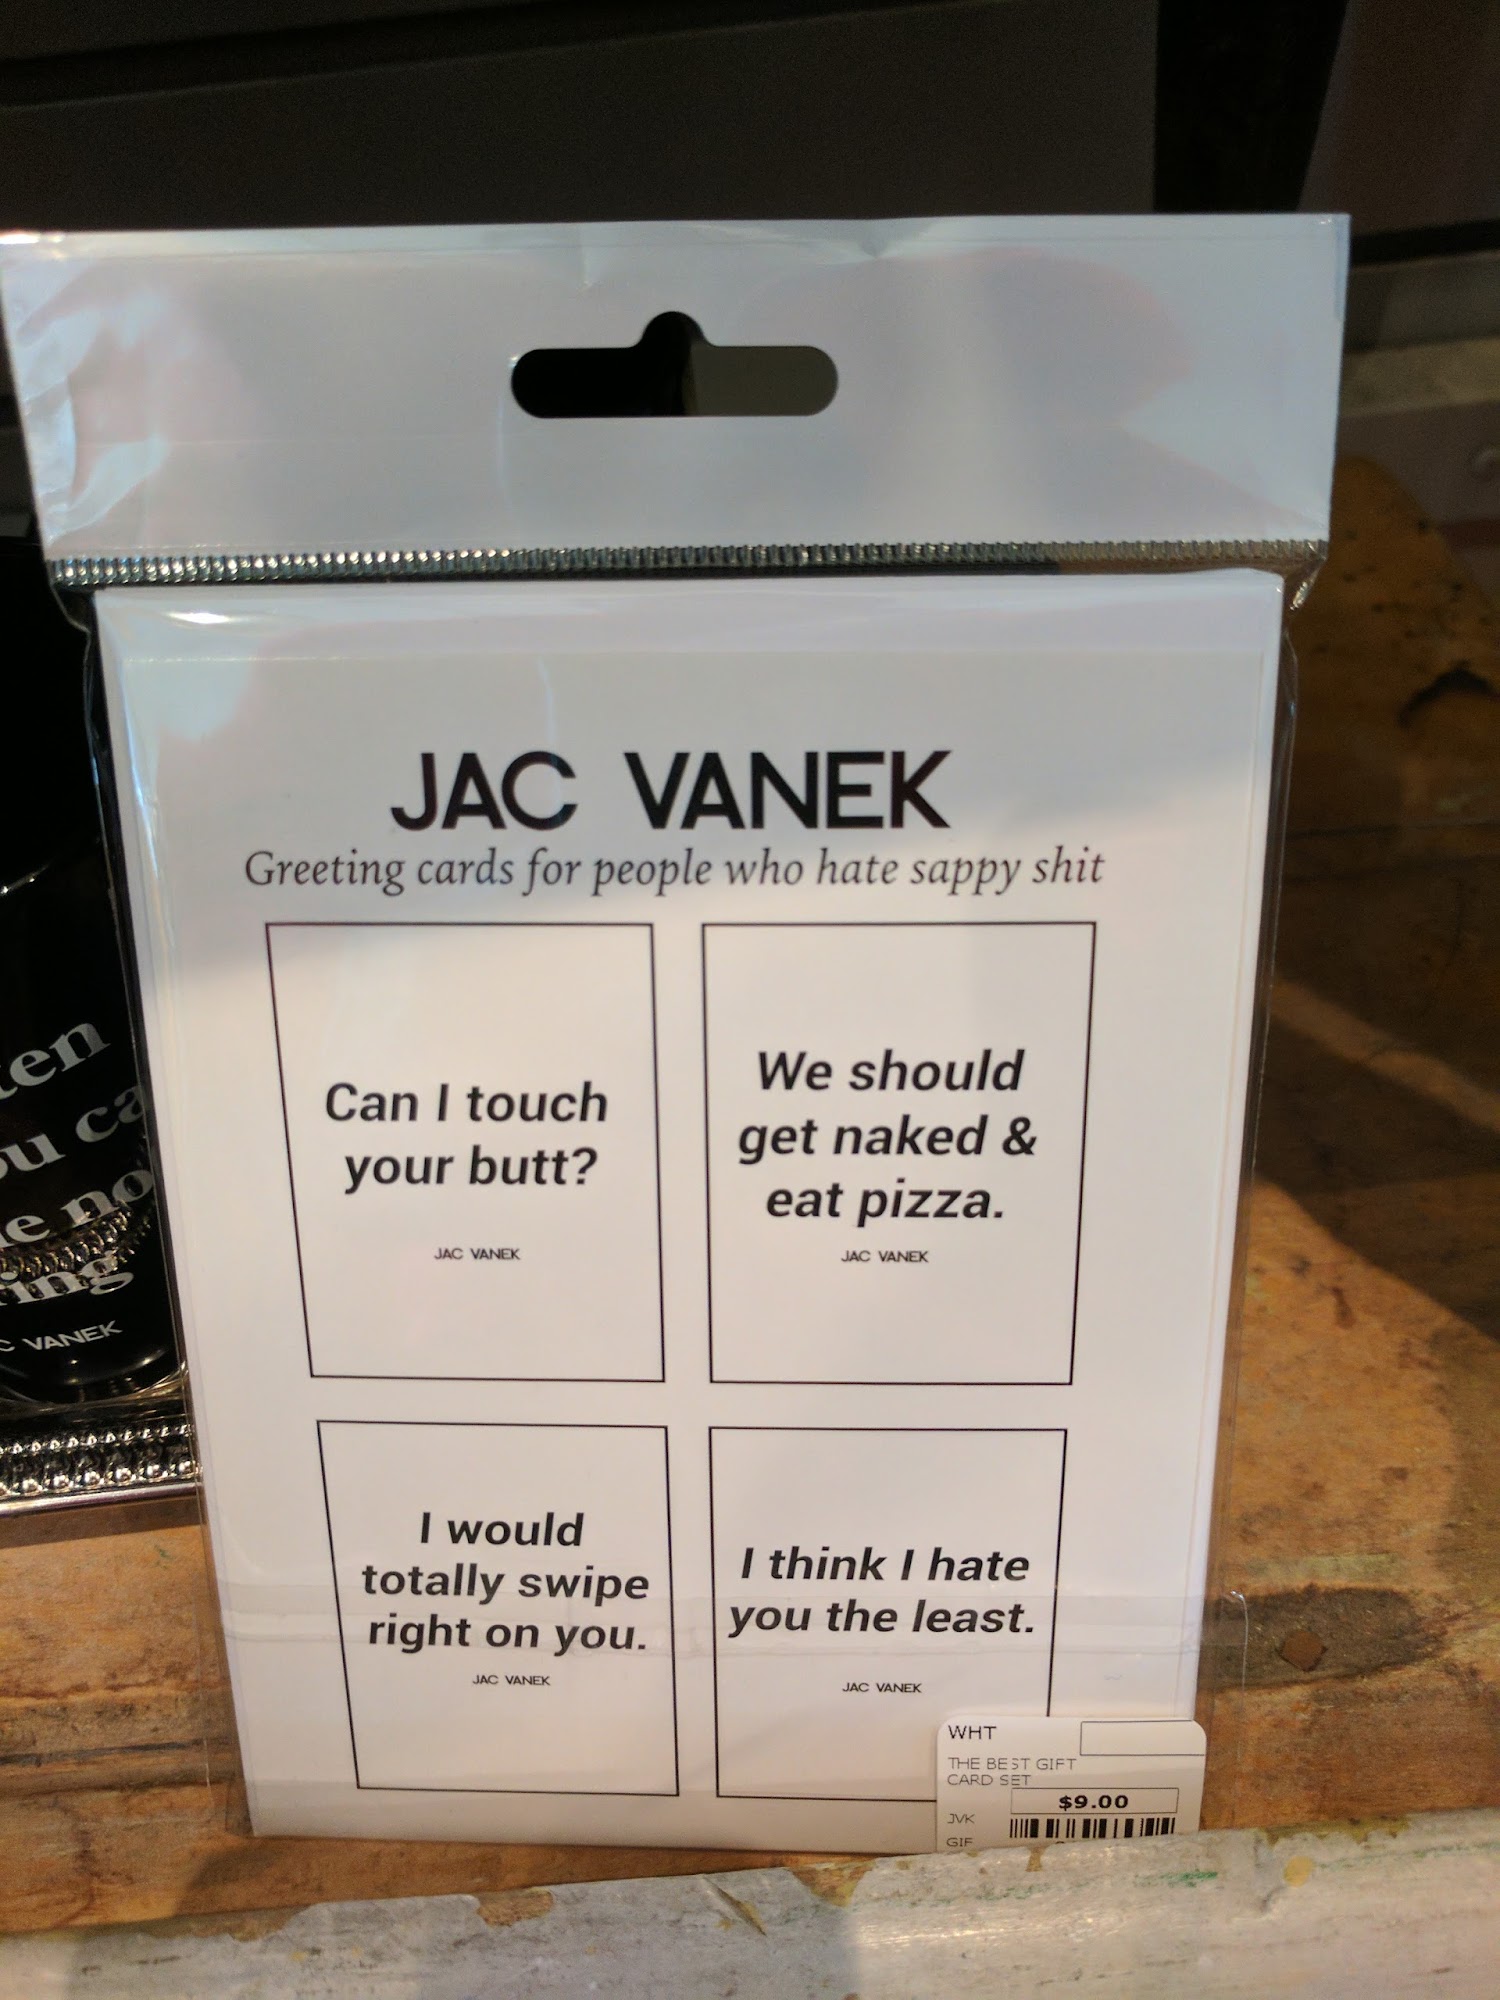 JAC VANEK
Greeting cards for people who hate sappy shit
Can I touch
your butt?
JAC VANEK
We should
get naked &
eat pizza.
JAC VANEK
I would
totally swipe
right on you.
JAC VANEK
I think I hate
you the least.
JAC VANEK
WHT
THE BEST GIFT
CARD SET
$9.00
JVK
GIF
VANEK